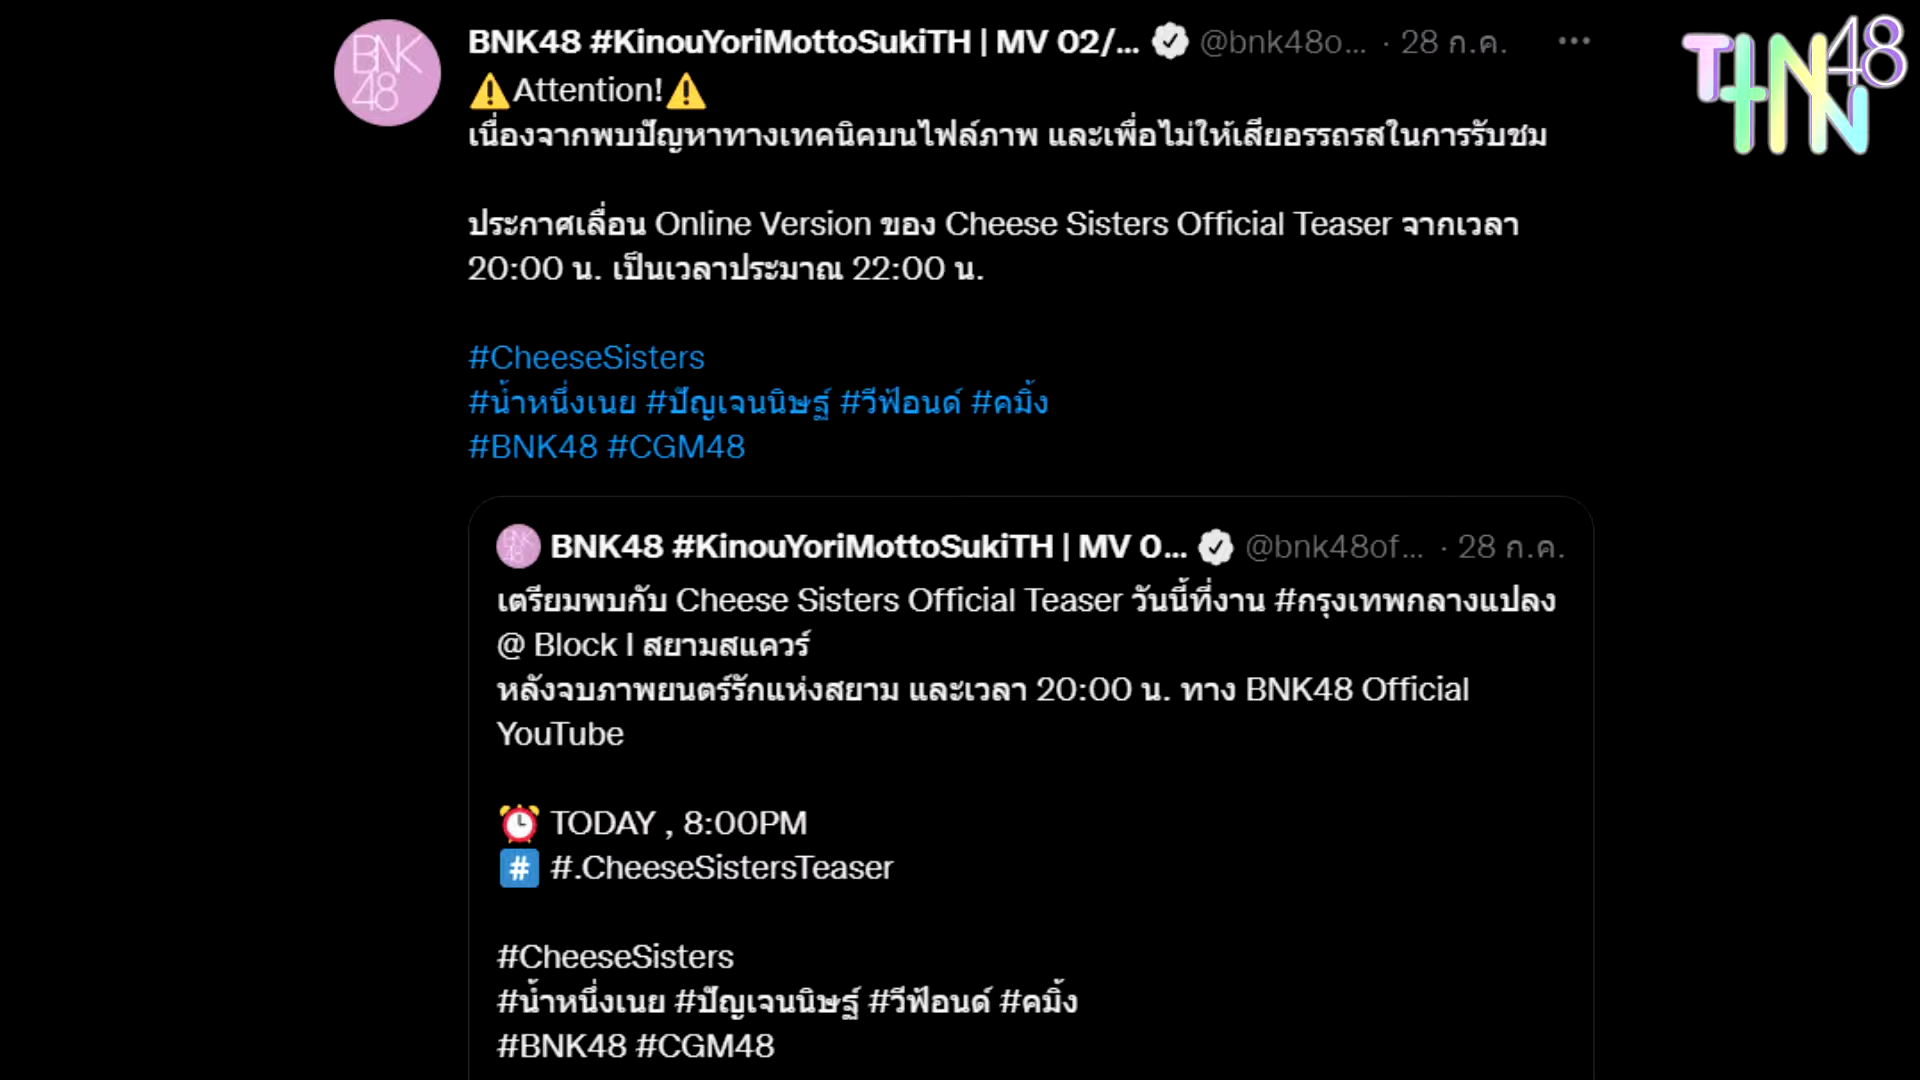 BNK48 #KinouYoriMottoSukiTH | MV 02/... @bnk48o... · 28 ก.ค.
⚠️Attention!⚠️
เนื่องจากพบปัญหาทางเทคนิคบนไฟล์ภาพ และเพื่อไม่ให้เสียอรรถรสในการรับชม
ประกาศเลื่อน Online Version ของ Cheese Sisters Official Teaser จากเวลา
20:00 น. เป็นเวลาประมาณ 22:00 น.
#CheeseSisters
#น้ำหนึ่งเนย #ปัญเจนนิษฐ์ #วีฟ้อนด์ #คมิ้ง
#BNK48 #CGM48
BNK48 #KinouYoriMottoSukiTH | MV 0... @bnk48of... · 28 ก.ค.
เตรียมพบกับ Cheese Sisters Official Teaser วันนี้ที่งาน #กรุงเทพกลางแปลง
@ Block I สยามสแควร์
หลังจบภาพยนตร์รักแห่งสยาม และเวลา 20:00 น. ทาง BNK48 Official
YouTube
⏰ TODAY , 8:00PM
#️⃣ #.CheeseSistersTeaser
#CheeseSisters
#น้ำหนึ่งเนย #ปัญเจนนิษฐ์ #วีฟ้อนด์ #คมิ้ง
#BNK48 #CGM48
BNK
48